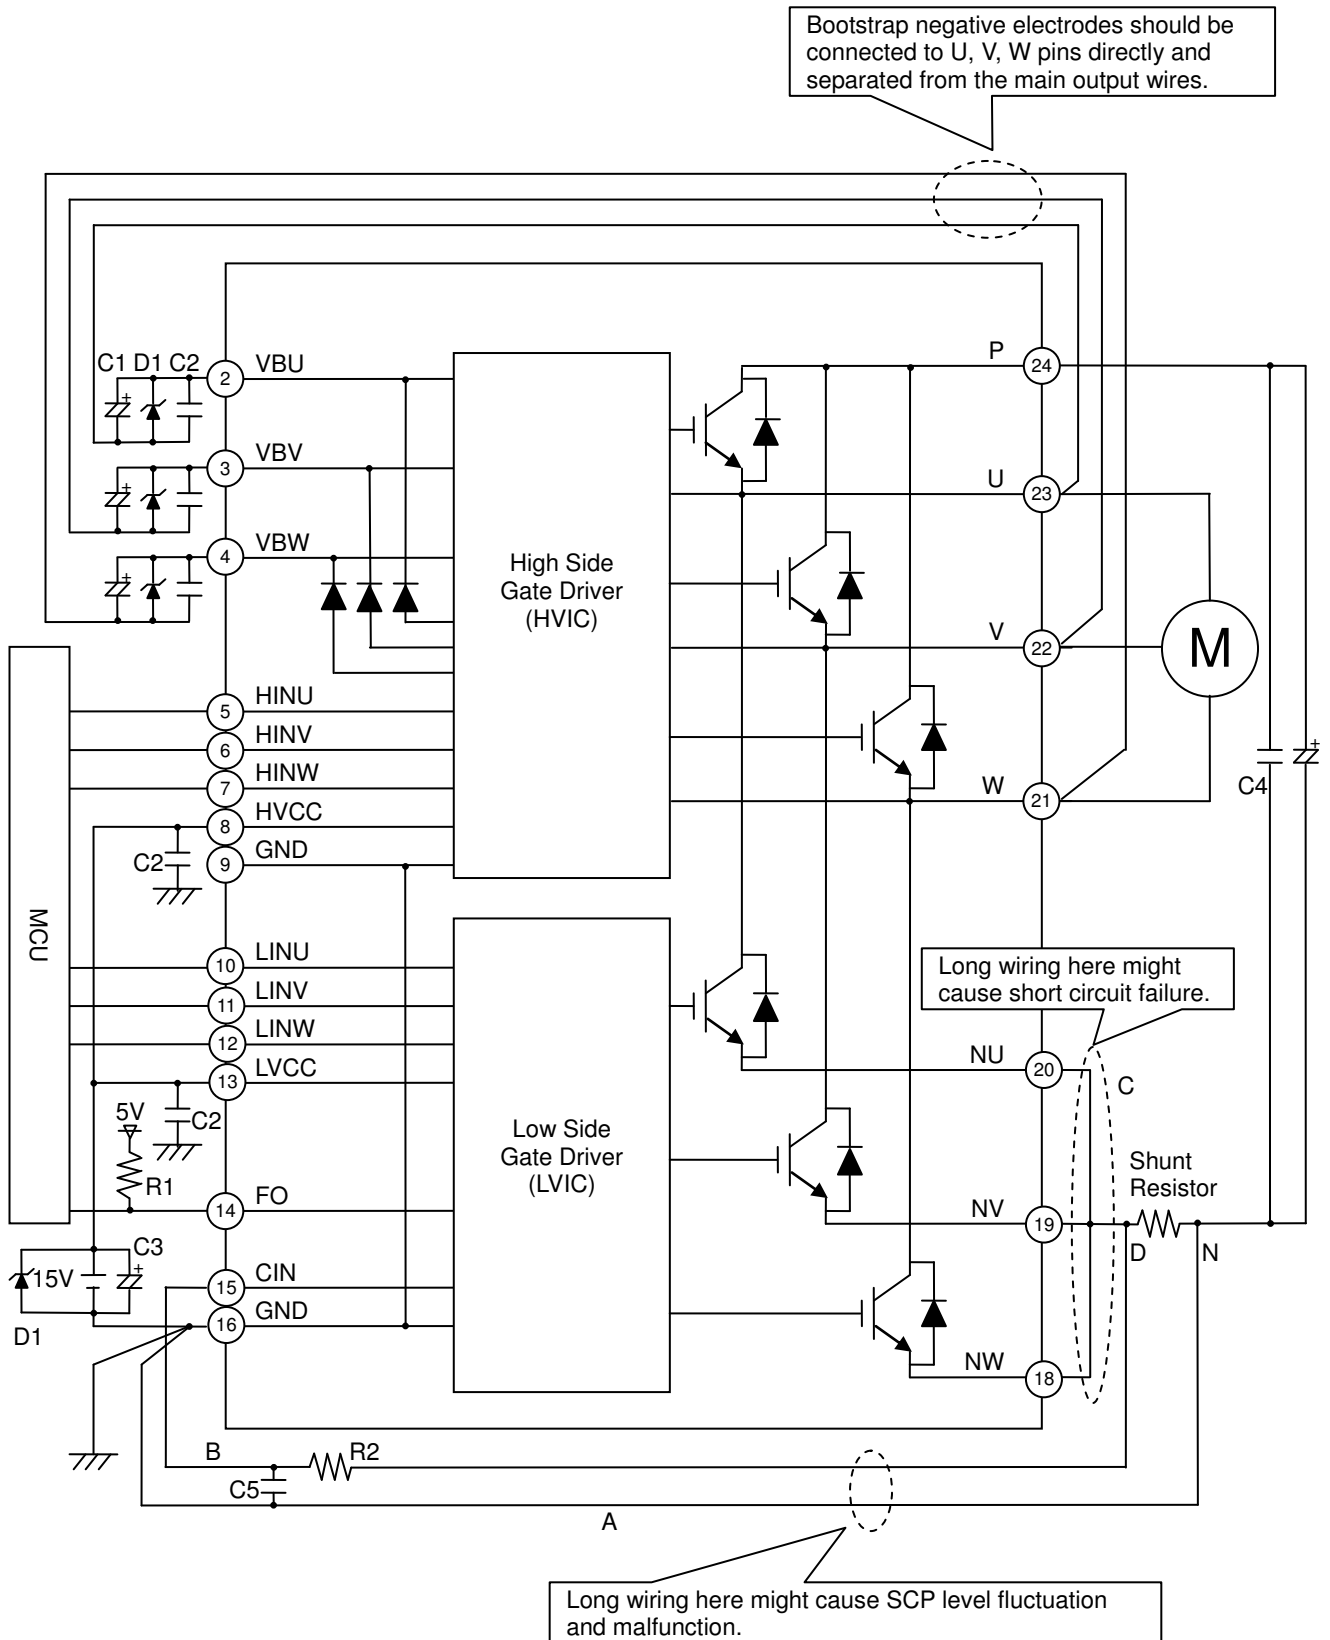 Bootstrap negative electrodes should be
connected to U, V, W pins directly and
separated from the main output wires.
C1 D1 C2
+
2
VBU
P
24
+
3
VBV
U
23
+
4
VBW
High Side
Gate Driver
(HVIC)
V
22
M
5
HINU
6
HINV
7
HINW
8
HVCC
W
21
+
C4
C2
9
GND
MCU
10
LINU
11
LINV
12
LINW
13
LVCC
Long wiring here might
cause short circuit failure.
NU
20
C
5V
C2
R1
Low Side
Gate Driver
(LVIC)
Shunt
Resistor
14
FO
NV
19
D
N
C3
+
15V
D1
15
CIN
16
GND
NW
18
B
R2
C5
A
Long wiring here might cause SCP level fluctuation
and malfunction.